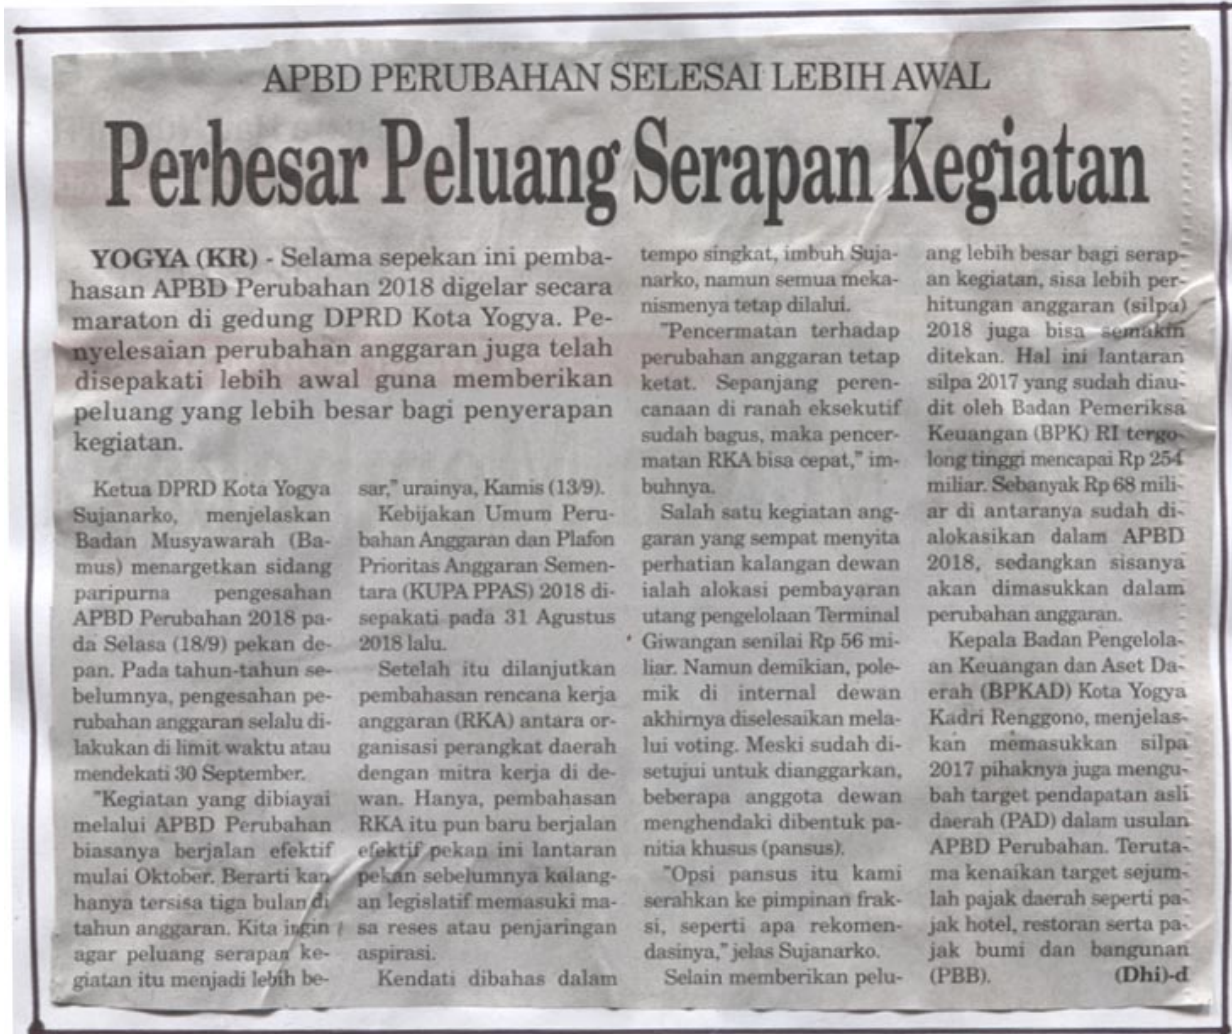 APBD PERUBAHAN SELESAI LEBIH AWAL
Perbesar Peluang Serapan Kegiatan
YOGYA (KR) - Selama sepekan ini pemba-
hasan APBD Perubahan 2018 digelar secara
maraton di gedung DPRD Kota Yogya. Pe-
nyelesaian perubahan anggaran juga telah
disepakati lebih awal guna memberikan
peluang yang lebih besar bagi penyerapan
kegiatan.
Ketua DPRD Kota Yogya
Sujanarko, menjelaskan
Badan Musyawarah (Ba-
mus) menargetkan sidang
paripurna pengesahan
APBD Perubahan 2018 pa-
da Selasa (18/9) pekan de-
pan. Pada tahun-tahun se-
belumnya, pengesahan pe-
rubahan anggaran selalu di-
lakukan di limit waktu atau
mendekati 30 September.
"Kegiatan yang dibiayai
melalui APBD Perubahan
biasanya berjalan efektif
mulai Oktober. Berarti kan
hanya tersisa tiga bulan di
tahun anggaran. Kita ingin
agar peluang serapan ke-
giatan itu menjadi lebih be-
sar," urainya, Kamis (13/9).
Kebijakan Umum Peru-
bahan Anggaran dan Plafon
Prioritas Anggaran Semen-
tara (KUPA PPAS) 2018 di-
sepakati pada 31 Agustus
2018 lalu.
Setelah itu dilanjutkan
pembahasan rencana kerja
anggaran (RKA) antara or-
ganisasi perangkat daerah
dengan mitra kerja di de-
wan. Hanya, pembahasan
RKA itu pun baru berjalan
efektif pekan ini lantaran
pekan sebelumnya kalang-
an legislatif memasuki ma-
sa reses atau penjaringan
aspirasi.
Kendati dibahas dalam
tempo singkat, imbuh Suja-
narko, namun semua meka-
nismenya tetap dilalui.
"Pencermatan terhadap
perubahan anggaran tetap
ketat. Sepanjang peren-
canaan di ranah eksekutif
sudah bagus, maka pencer-
matan RKA bisa cepat," im-
buhnya.
Salah satu kegiatan ang-
garan yang sempat menyita
perhatian kalangan dewan
ialah alokasi pembayaran
utang pengelolaan Terminal
Giwangan senilai Rp 56 mi-
liar. Namun demikian, pole-
mik di internal dewan
akhirnya diselesaikan mela-
lui voting. Meski sudah di-
setujui untuk dianggarkan,
beberapa anggota dewan
menghendaki dibentuk pa-
nitia khusus (pansus).
"Opsi pansus itu kami
serahkan ke pimpinan frak-
si, seperti apa rekomen-
dasinya," jelas Sujanarko.
Selain memberikan pelu-
ang lebih besar bagi serap-
an kegiatan, sisa lebih per-
hitungan anggaran (silpa)
2018 juga bisa semakin
ditekan. Hal ini lantaran
silpa 2017 yang sudah diau-
dit oleh Badan Pemeriksa
Keuangan (BPK) RI tergo-
long tinggi mencapai Rp 254
miliar. Sebanyak Rp 68 mili-
ar di antaranya sudah di-
alokasikan dalam APBD
2018, sedangkan sisanya
akan dimasukkan dalam
perubahan anggaran.
Kepala Badan Pengelola-
an Keuangan dan Aset Da-
erah (BPKAD) Kota Yogya
Kadri Renggono, menjelas-
kan memasukkan silpa
2017 pihaknya juga mengu-
bah target pendapatan asli
daerah (PAD) dalam usulan
APBD Perubahan. Teruta-
ma kenaikan target sejum-
lah pajak daerah seperti pa-
jak hotel, restoran serta pa-
jak bumi dan bangunan
(PBB). (Dhi)-d